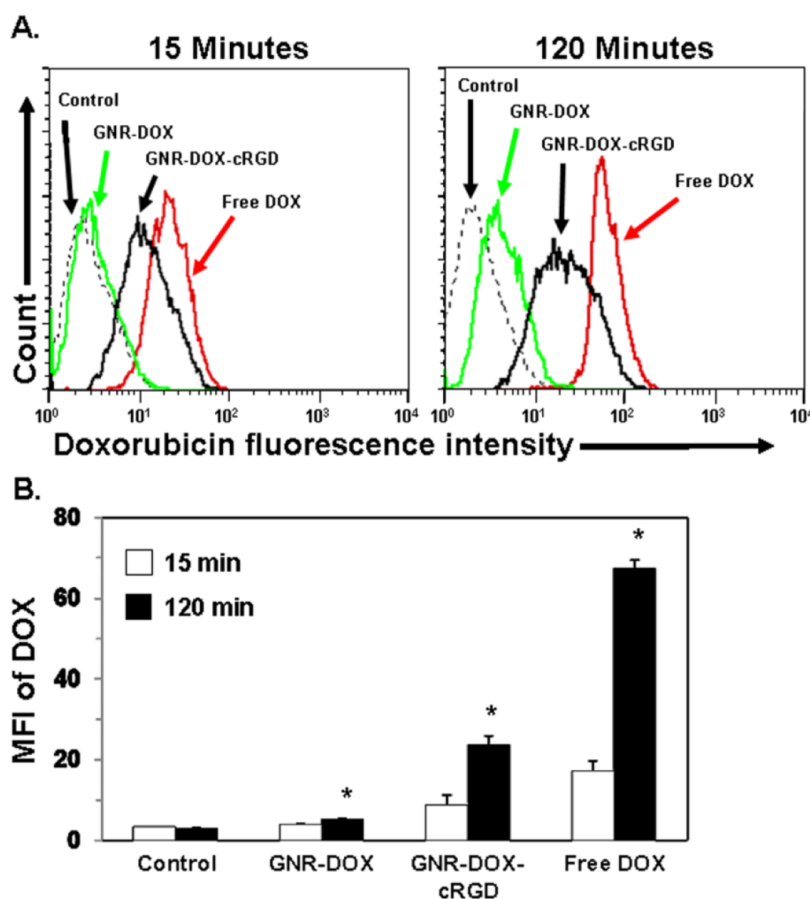 A.
15 Minutes
120 Minutes
Control
GNR-DOX
GNR-DOX-cRGD
Free DOX
Control
GNR-DOX
GNR-DOX-cRGD
Free DOX
Count
10⁰ 10¹ 10² 10³ 10⁴
10⁰ 10¹ 10² 10³ 10⁴
Doxorubicin fluorescence intensity
B.
80
60
40
20
0
MFI of DOX
15 min
120 min
*
*
*
Control
GNR-DOX
GNR-DOX-
cRGD
Free DOX